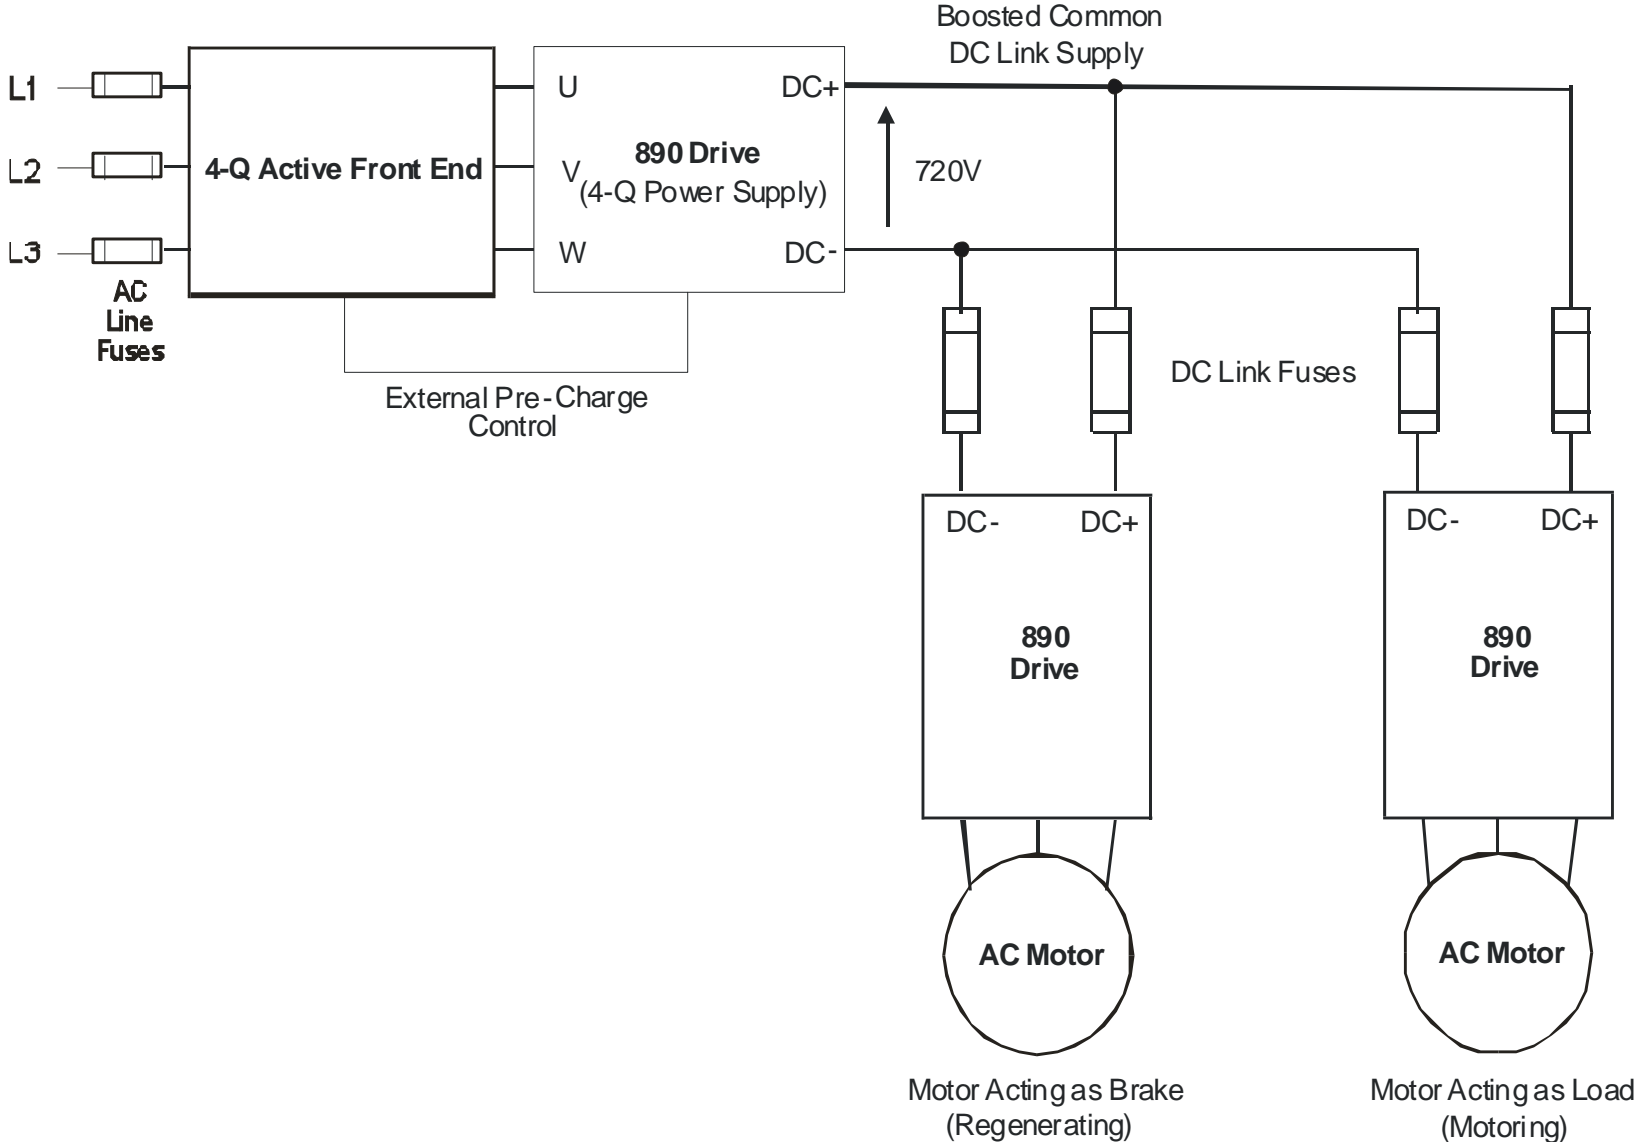 Boosted Common
DC Link Supply
L1
L2
L3
AC
Line
Fuses
4-Q Active Front End
U
V
W
890 Drive
(4-Q Power Supply)
DC+
DC-
720V
External Pre-Charge
Control
DC Link Fuses
DC-
DC+
890
Drive
AC Motor
Motor Acting as Brake
(Regenerating)
DC-
DC+
890
Drive
AC Motor
Motor Acting as Load
(Motoring)